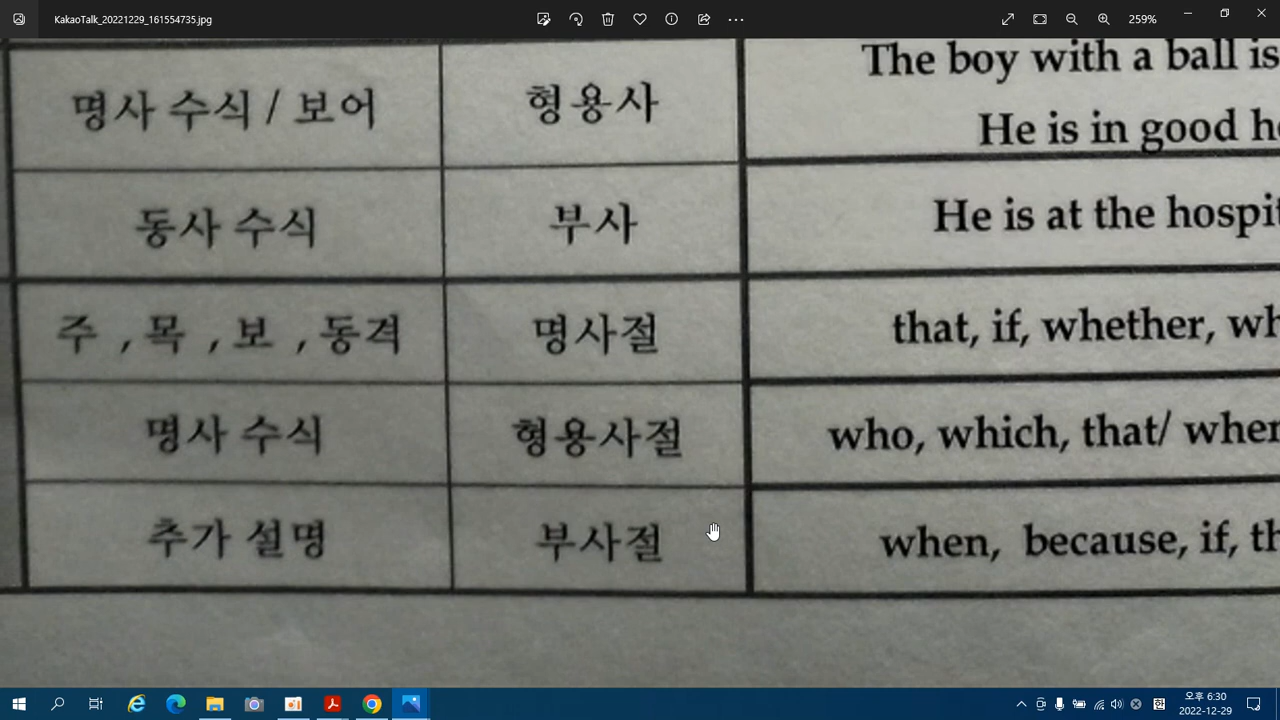 KakaoTalk_20221229_161554735.jpg
259%
명사 수식 / 보어
형용사
The boy with a ball is
He is in good
동사 수식
부사
He is at the
주 , 목 , 보 , 동격
명사절
that, if, whether,
명사 수식
형용사절
who, which, that/
추가 설명
부사절
when, because, if,
오후 6:30
2022-12-29